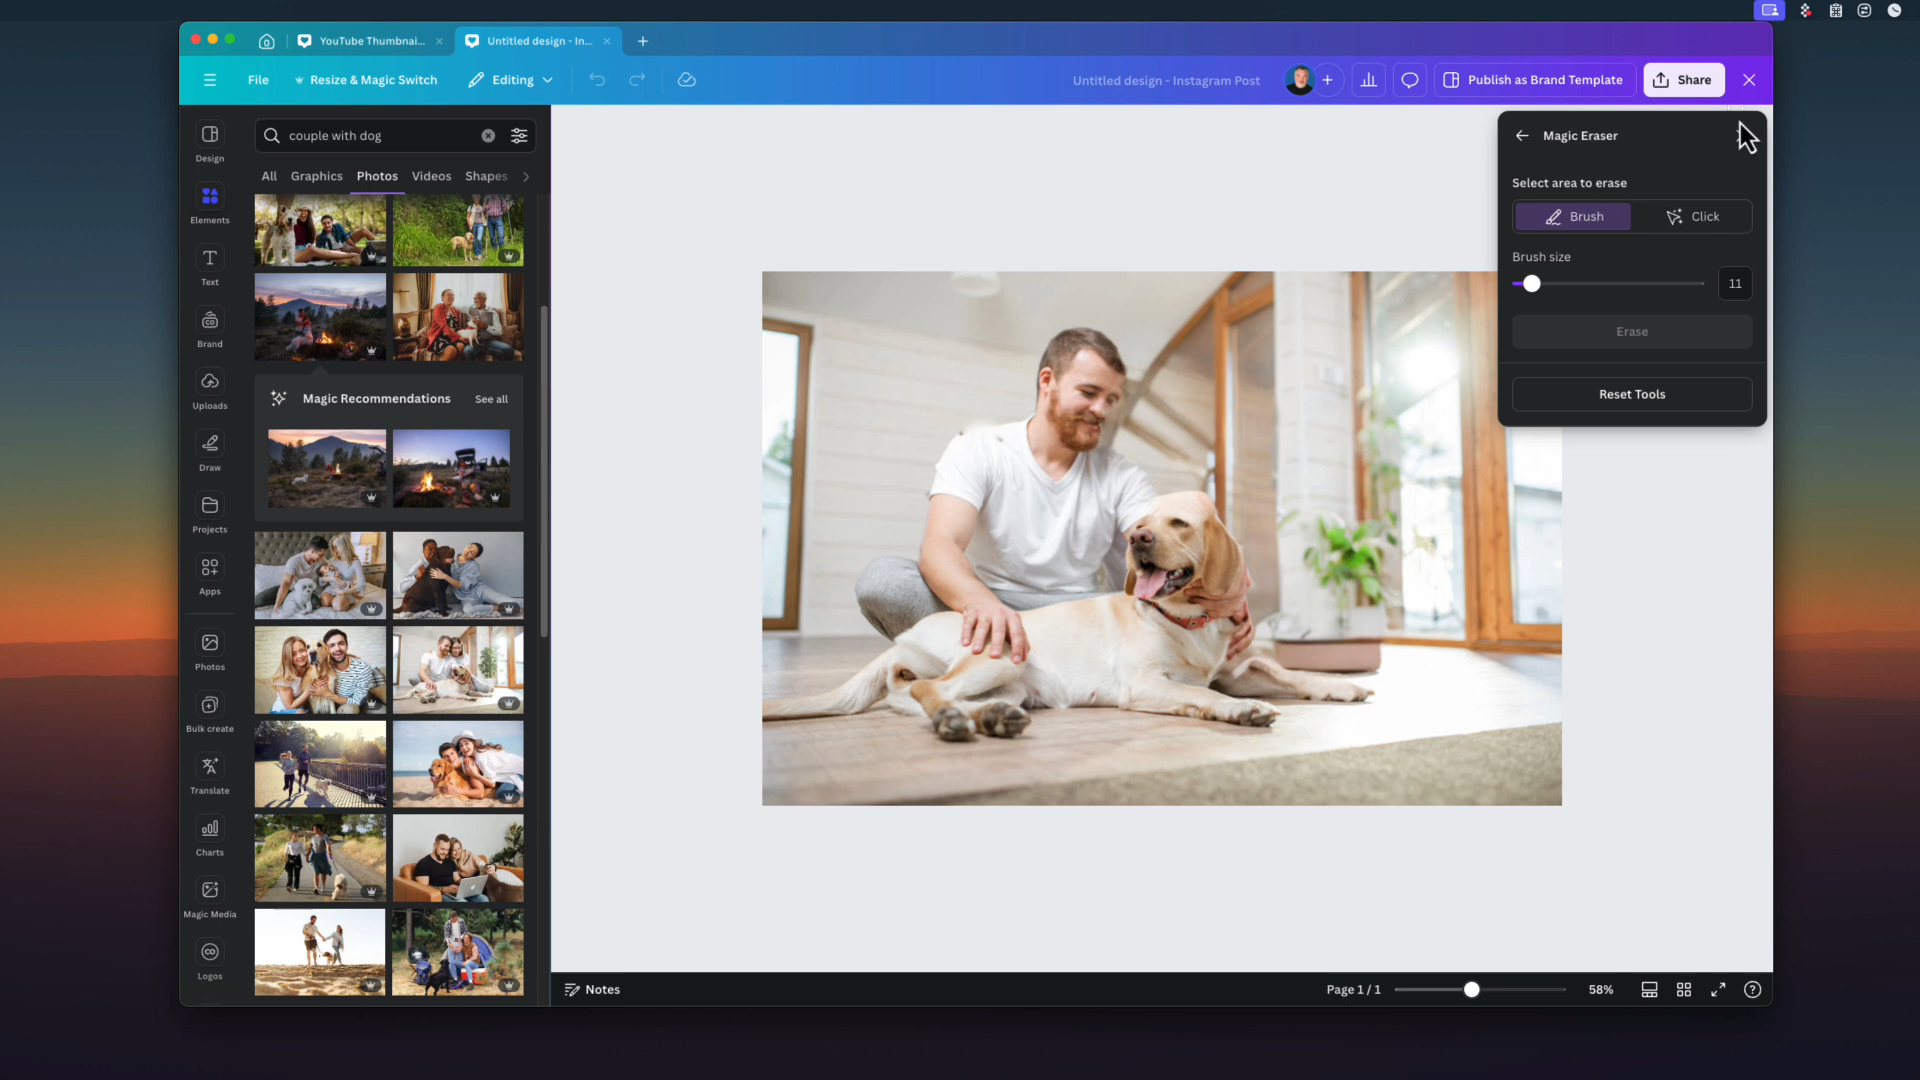 YouTube Thumbnai...
Untitled design - In...
File
Resize & Magic Switch
Editing
Untitled design - Instagram Post
Publish as Brand Template
Share
Design
Elements
Text
Brand
Uploads
Draw
Projects
Apps
Photos
Bulk create
Translate
Charts
Magic Media
Logos
couple with dog
All
Graphics
Photos
Videos
Shapes
Magic Recommendations
See all
Magic Eraser
Select area to erase
Brush
Click
Brush size
11
Erase
Reset Tools
Notes
Page 1 / 1
58%